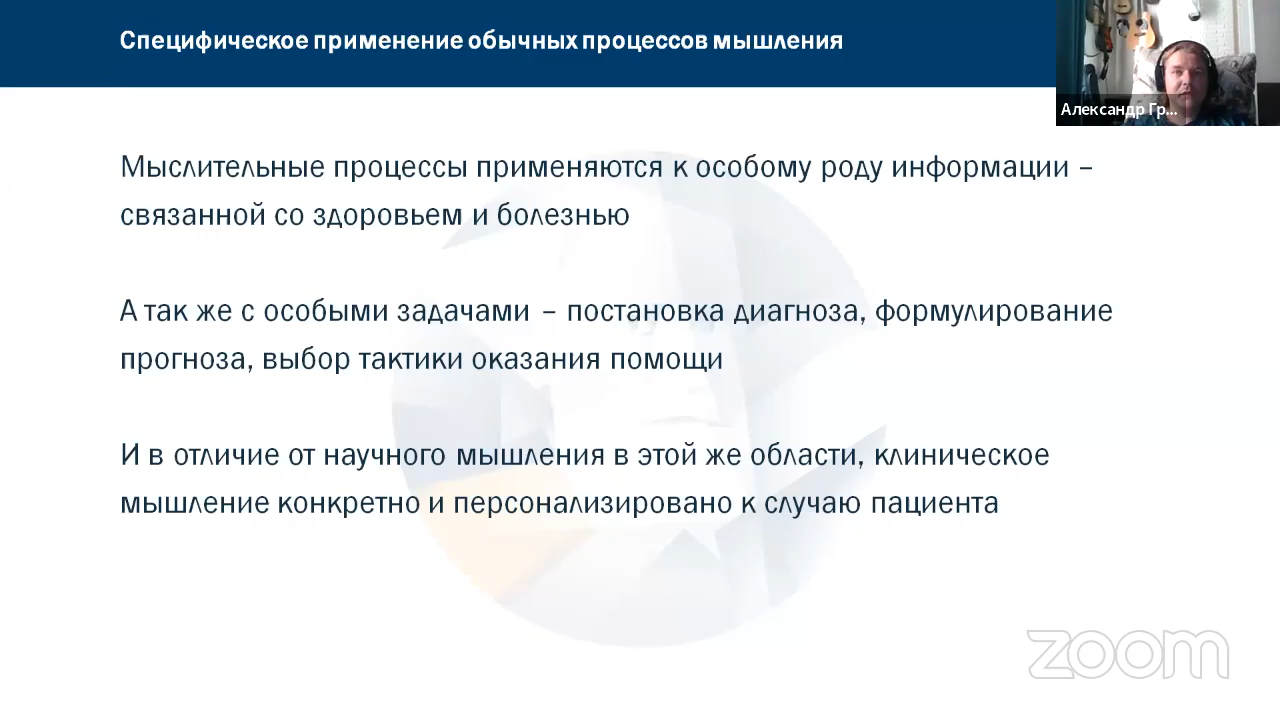 Специфическое применение обычных процессов мышления
Александр Гр...
Мыслительные процессы применяются к особому роду информации –
связанной со здоровьем и болезнью
А так же с особыми задачами – постановка диагноза, формулирование
прогноза, выбор тактики оказания помощи
И в отличие от научного мышления в этой же области, клиническое
мышление конкретно и персонализировано к случаю пациента
zoom